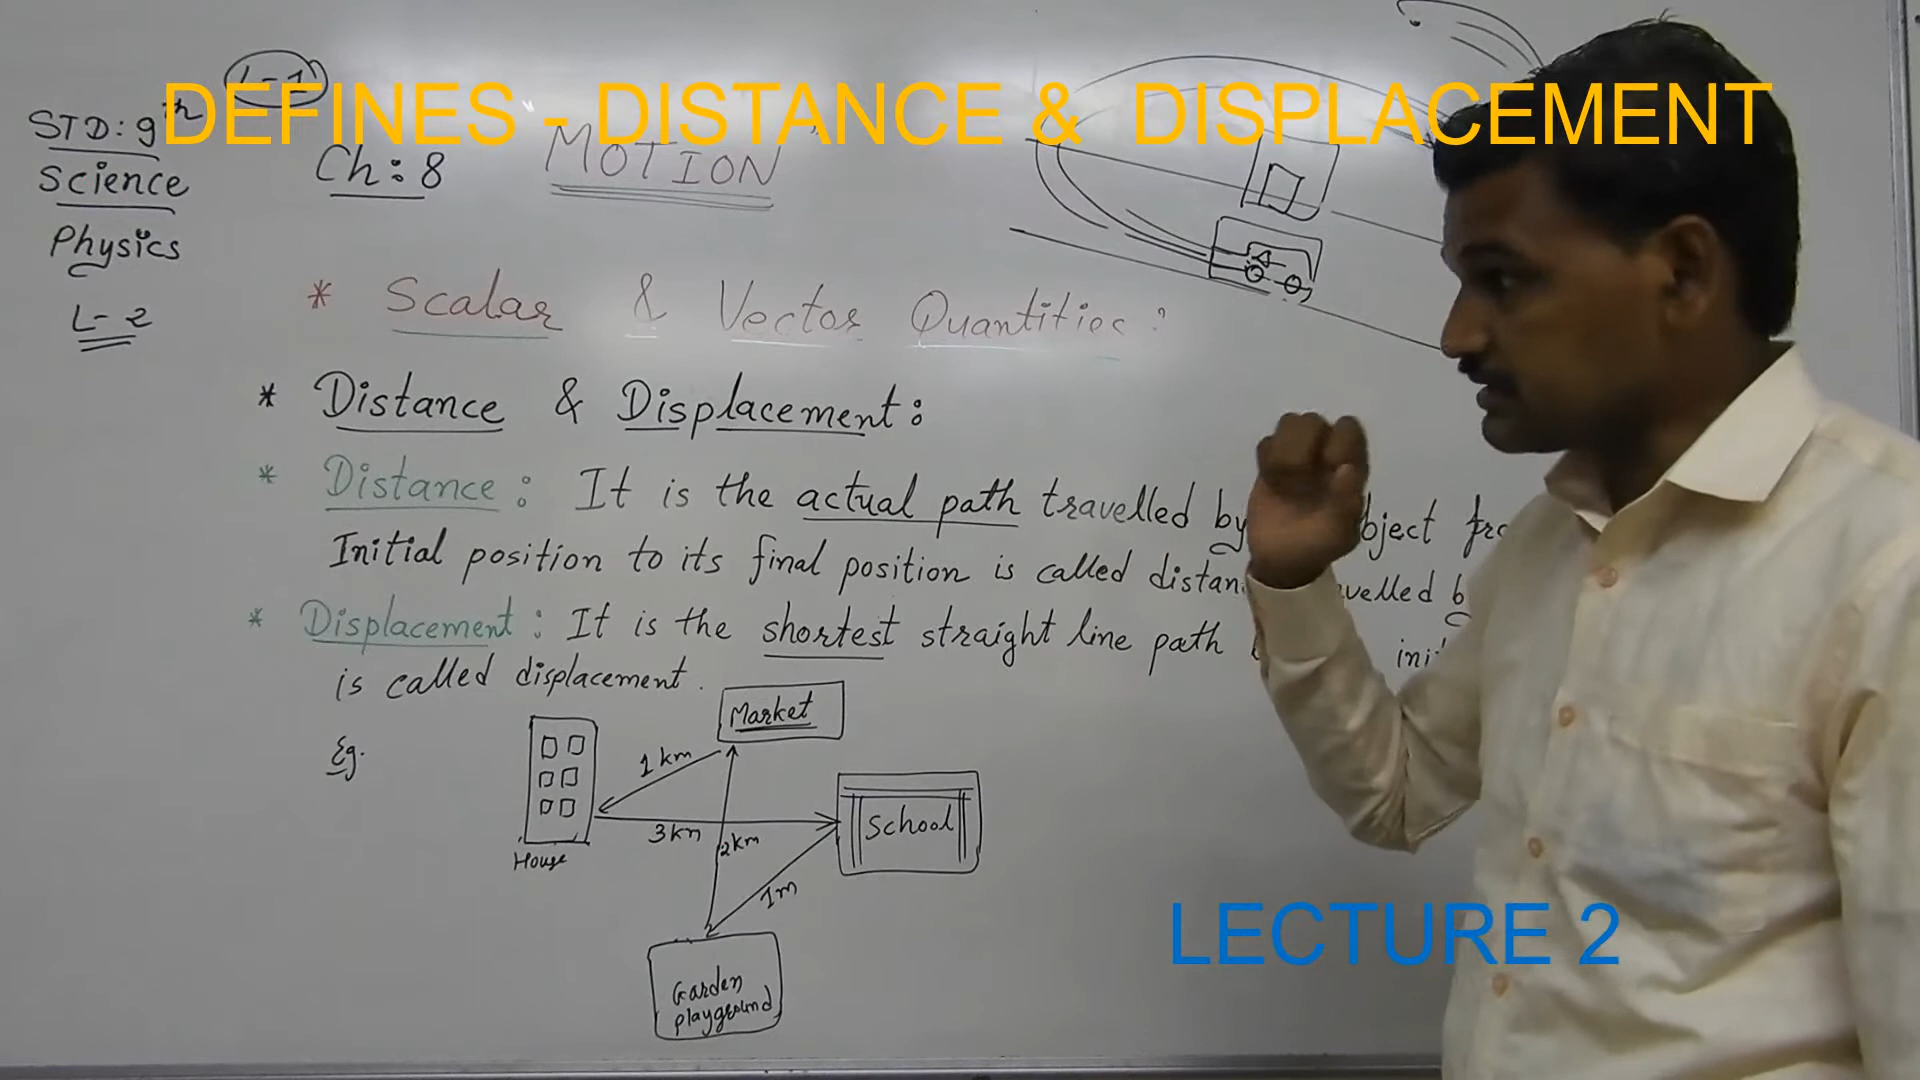 L-1
DEFINES - DISTANCE & DISPLACEMENT
STD: 9th
Science
Physics
L-2
Ch: 8 MOTION
* Scalar & Vector Quantities:
* Distance & Displacement:
* Distance: It is the actual path travelled by
Initial position to its final position is called
* Displacement: It is the shortest straight line path
is called displacement.
Eg.
Market
1 km
School
3 km
2 km
House
1m
Garden
playground
LECTURE 2